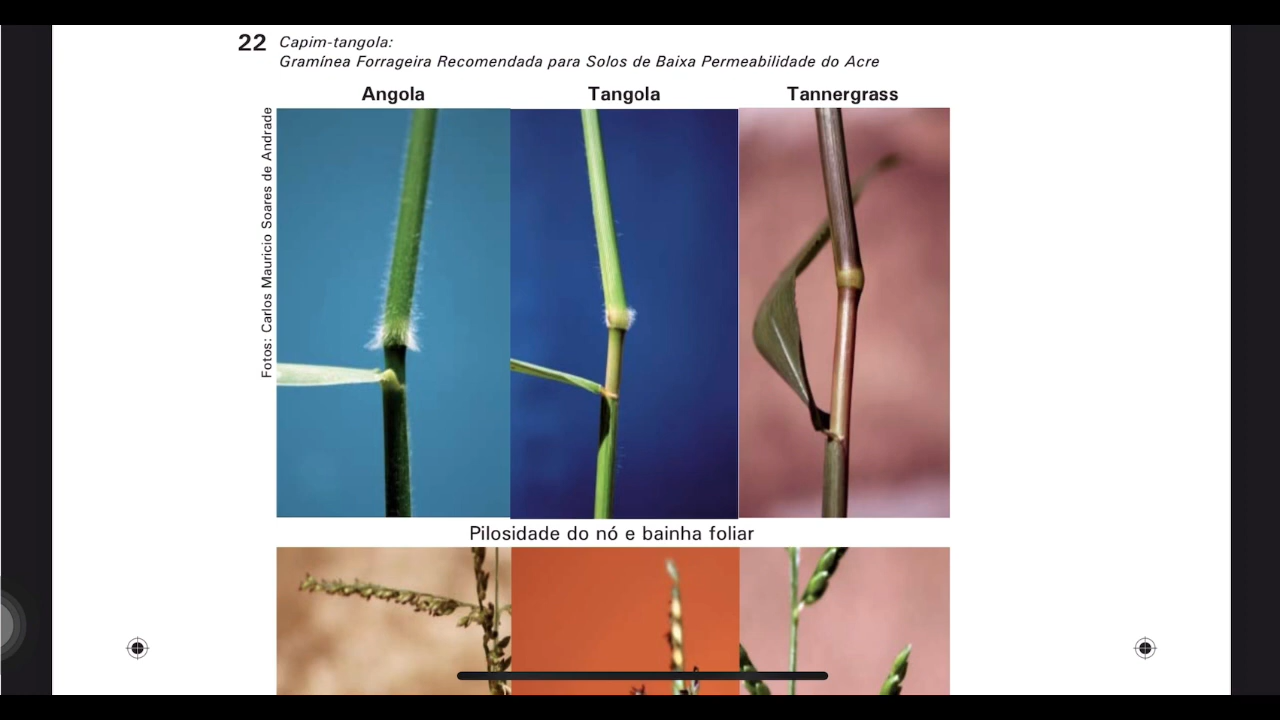 22
Capim-tangola:
Gramínea Forrageira Recomendada para Solos de Baixa Permeabilidade do Acre
Angola
Tangola
Tannergrass
Fotos: Carlos Mauricio Soares de Andrade
Pilosidade do nó e bainha foliar